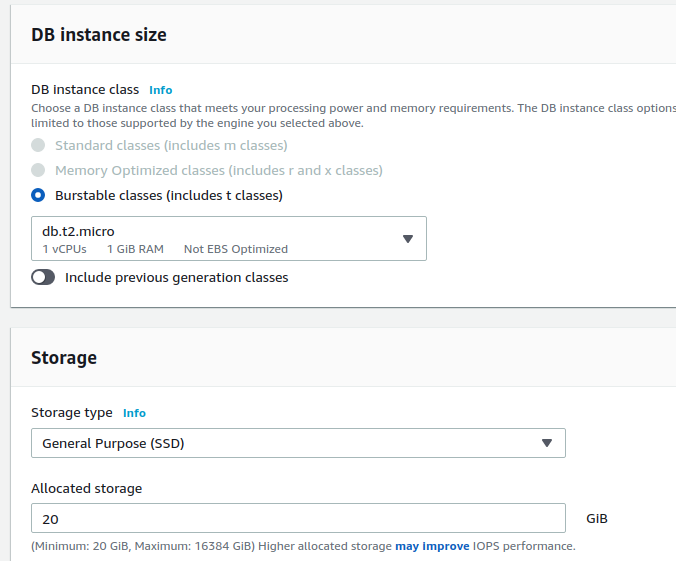 DB instance size
DB instance class Info
Choose a DB instance class that meets your processing power and memory requirements. The DB instance class options
limited to those supported by the engine you selected above.
Standard classes (includes m classes)
Memory Optimized classes (includes r and x classes)
Burstable classes (includes t classes)
db.t2.micro
1 vCPUs 1 GiB RAM Not EBS Optimized
Include previous generation classes
Storage
Storage type Info
General Purpose (SSD)
Allocated storage
20 GiB
(Minimum: 20 GiB, Maximum: 16384 GiB) Higher allocated storage may improve IOPS performance.